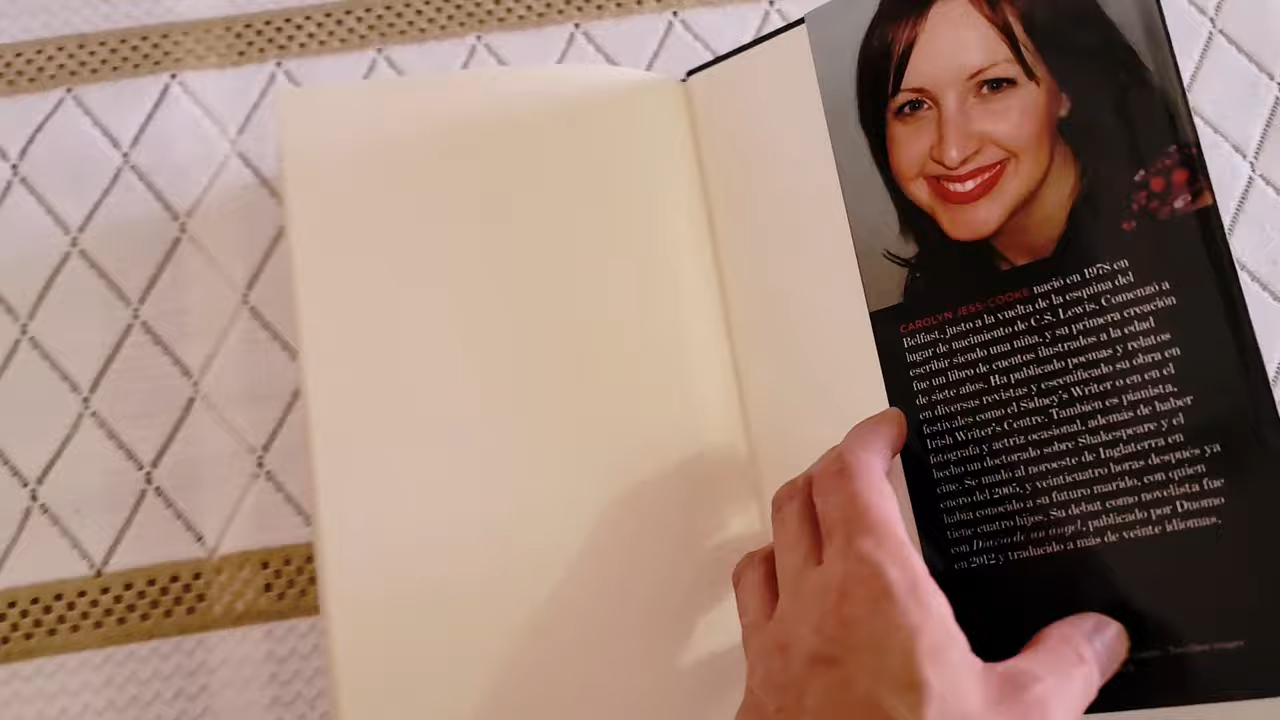 CAROLYN JESS-COOKE nació en 1978 en
Belfast, justo a la vuelta de la esquina del
lugar de nacimiento de C.S. Lewis. Comenzó a
escribir siendo una niña, y su primera creación
fue un libro de cuentos ilustrados a la edad
de siete años. Ha publicado poemas y relatos
en diversas revistas y escenificado su obra en
festivales como el Sidney's Writer o en en el
Irish Writer's Centre. También es pianista,
fotógrafa y actriz ocasional, además de haber
hecho un doctorado sobre Shakespeare y el
cine. Se mudó al noroeste de Inglaterra en
enero del 2005, y veinticuatro horas después ya
había conocido a su futuro marido, con quien
tiene cuatro hijos. Su debut como novelista fue
con Diario de un ángel, publicado por Duomo
en 2012 y traducido a más de veinte idiomas.